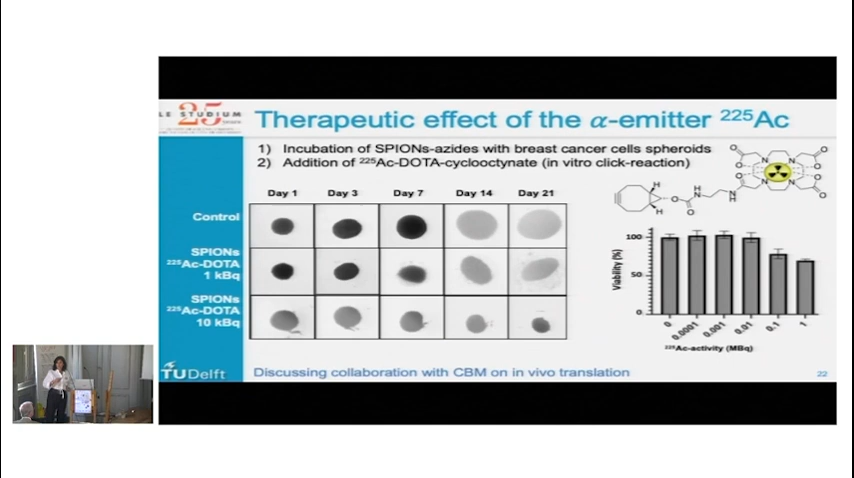 LE STUDIUM
25
Therapeutic effect of the α-emitter ²²⁵Ac
1) Incubation of SPIONs-azides with breast cancer cells spheroids
2) Addition of ²²⁵Ac-DOTA-cyclooctynate (in vitro click-reaction)
Day 1 Day 3 Day 7 Day 14 Day 21
Control
SPIONs
²²⁵Ac-DOTA
1 kBq
SPIONs
²²⁵Ac-DOTA
10 kBq
H
H
O
O
H
N
N
H
O
O
O
O
O
O
O
O
N
N
N
N
Viability (%)
100
50
0
0 0.0001 0.001 0.01 0.1 1
²²⁵Ac-activity (MBq)
TUDelft
Discussing collaboration with CBM on in vivo translation
22